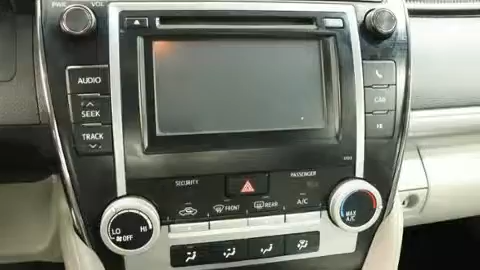 PWR VOL
AUDIO
SEEK
TRACK
CAR
SECURITY
PASSENGER
FRONT
REAR
A/C
LO OFF HI
MAX A/C